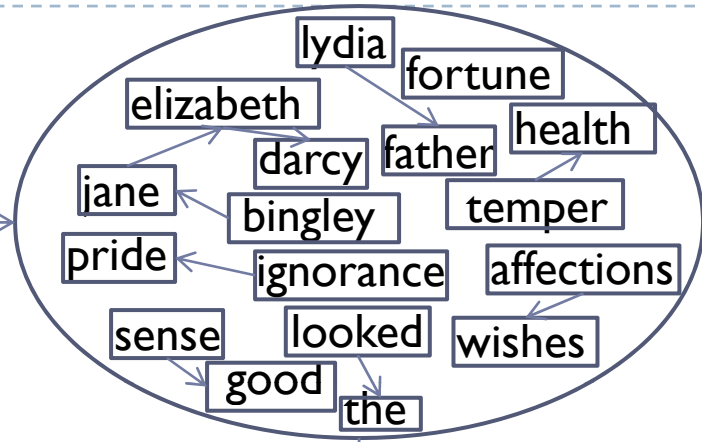 lydia
fortune
elizabeth
health
darcy
father
jane
temper
bingley
pride
ignorance
affections
sense
looked
wishes
good
the